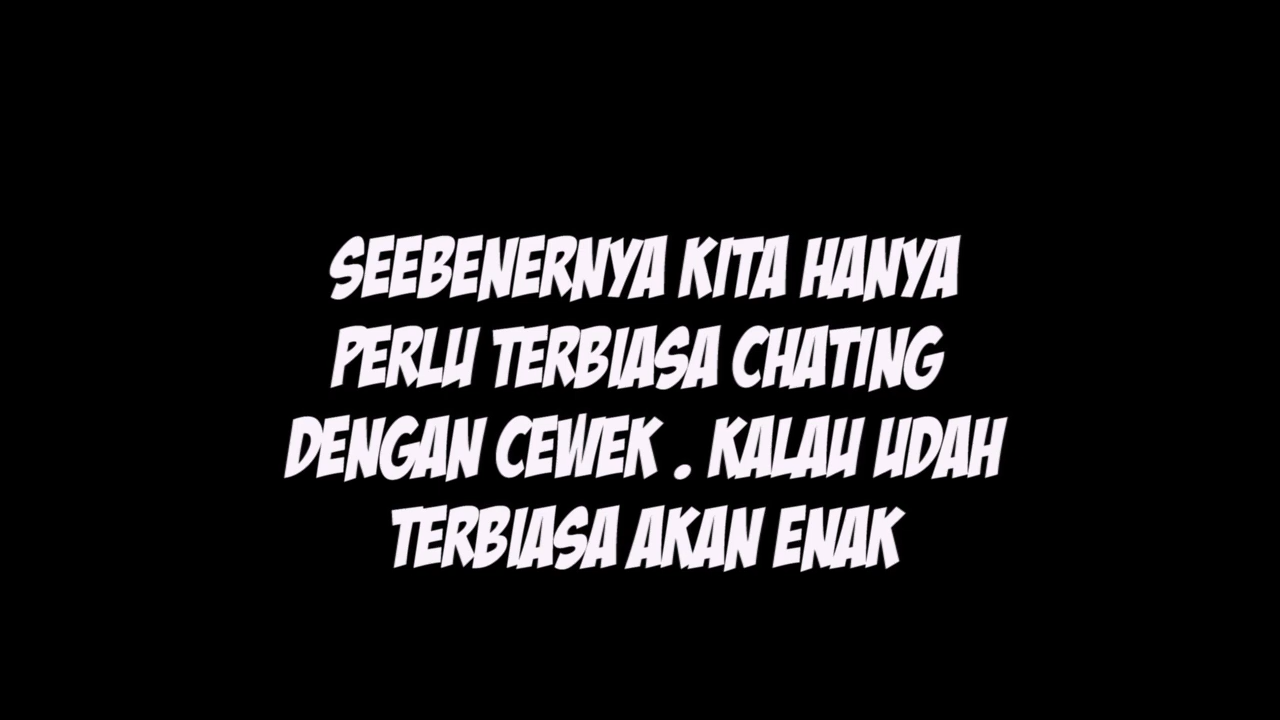 SEEBENERNYA KITA HANYA
PERLU TERBIASA CHATING
DENGAN CEWEK . KALAU UDAH
TERBIASA AKAN ENAK